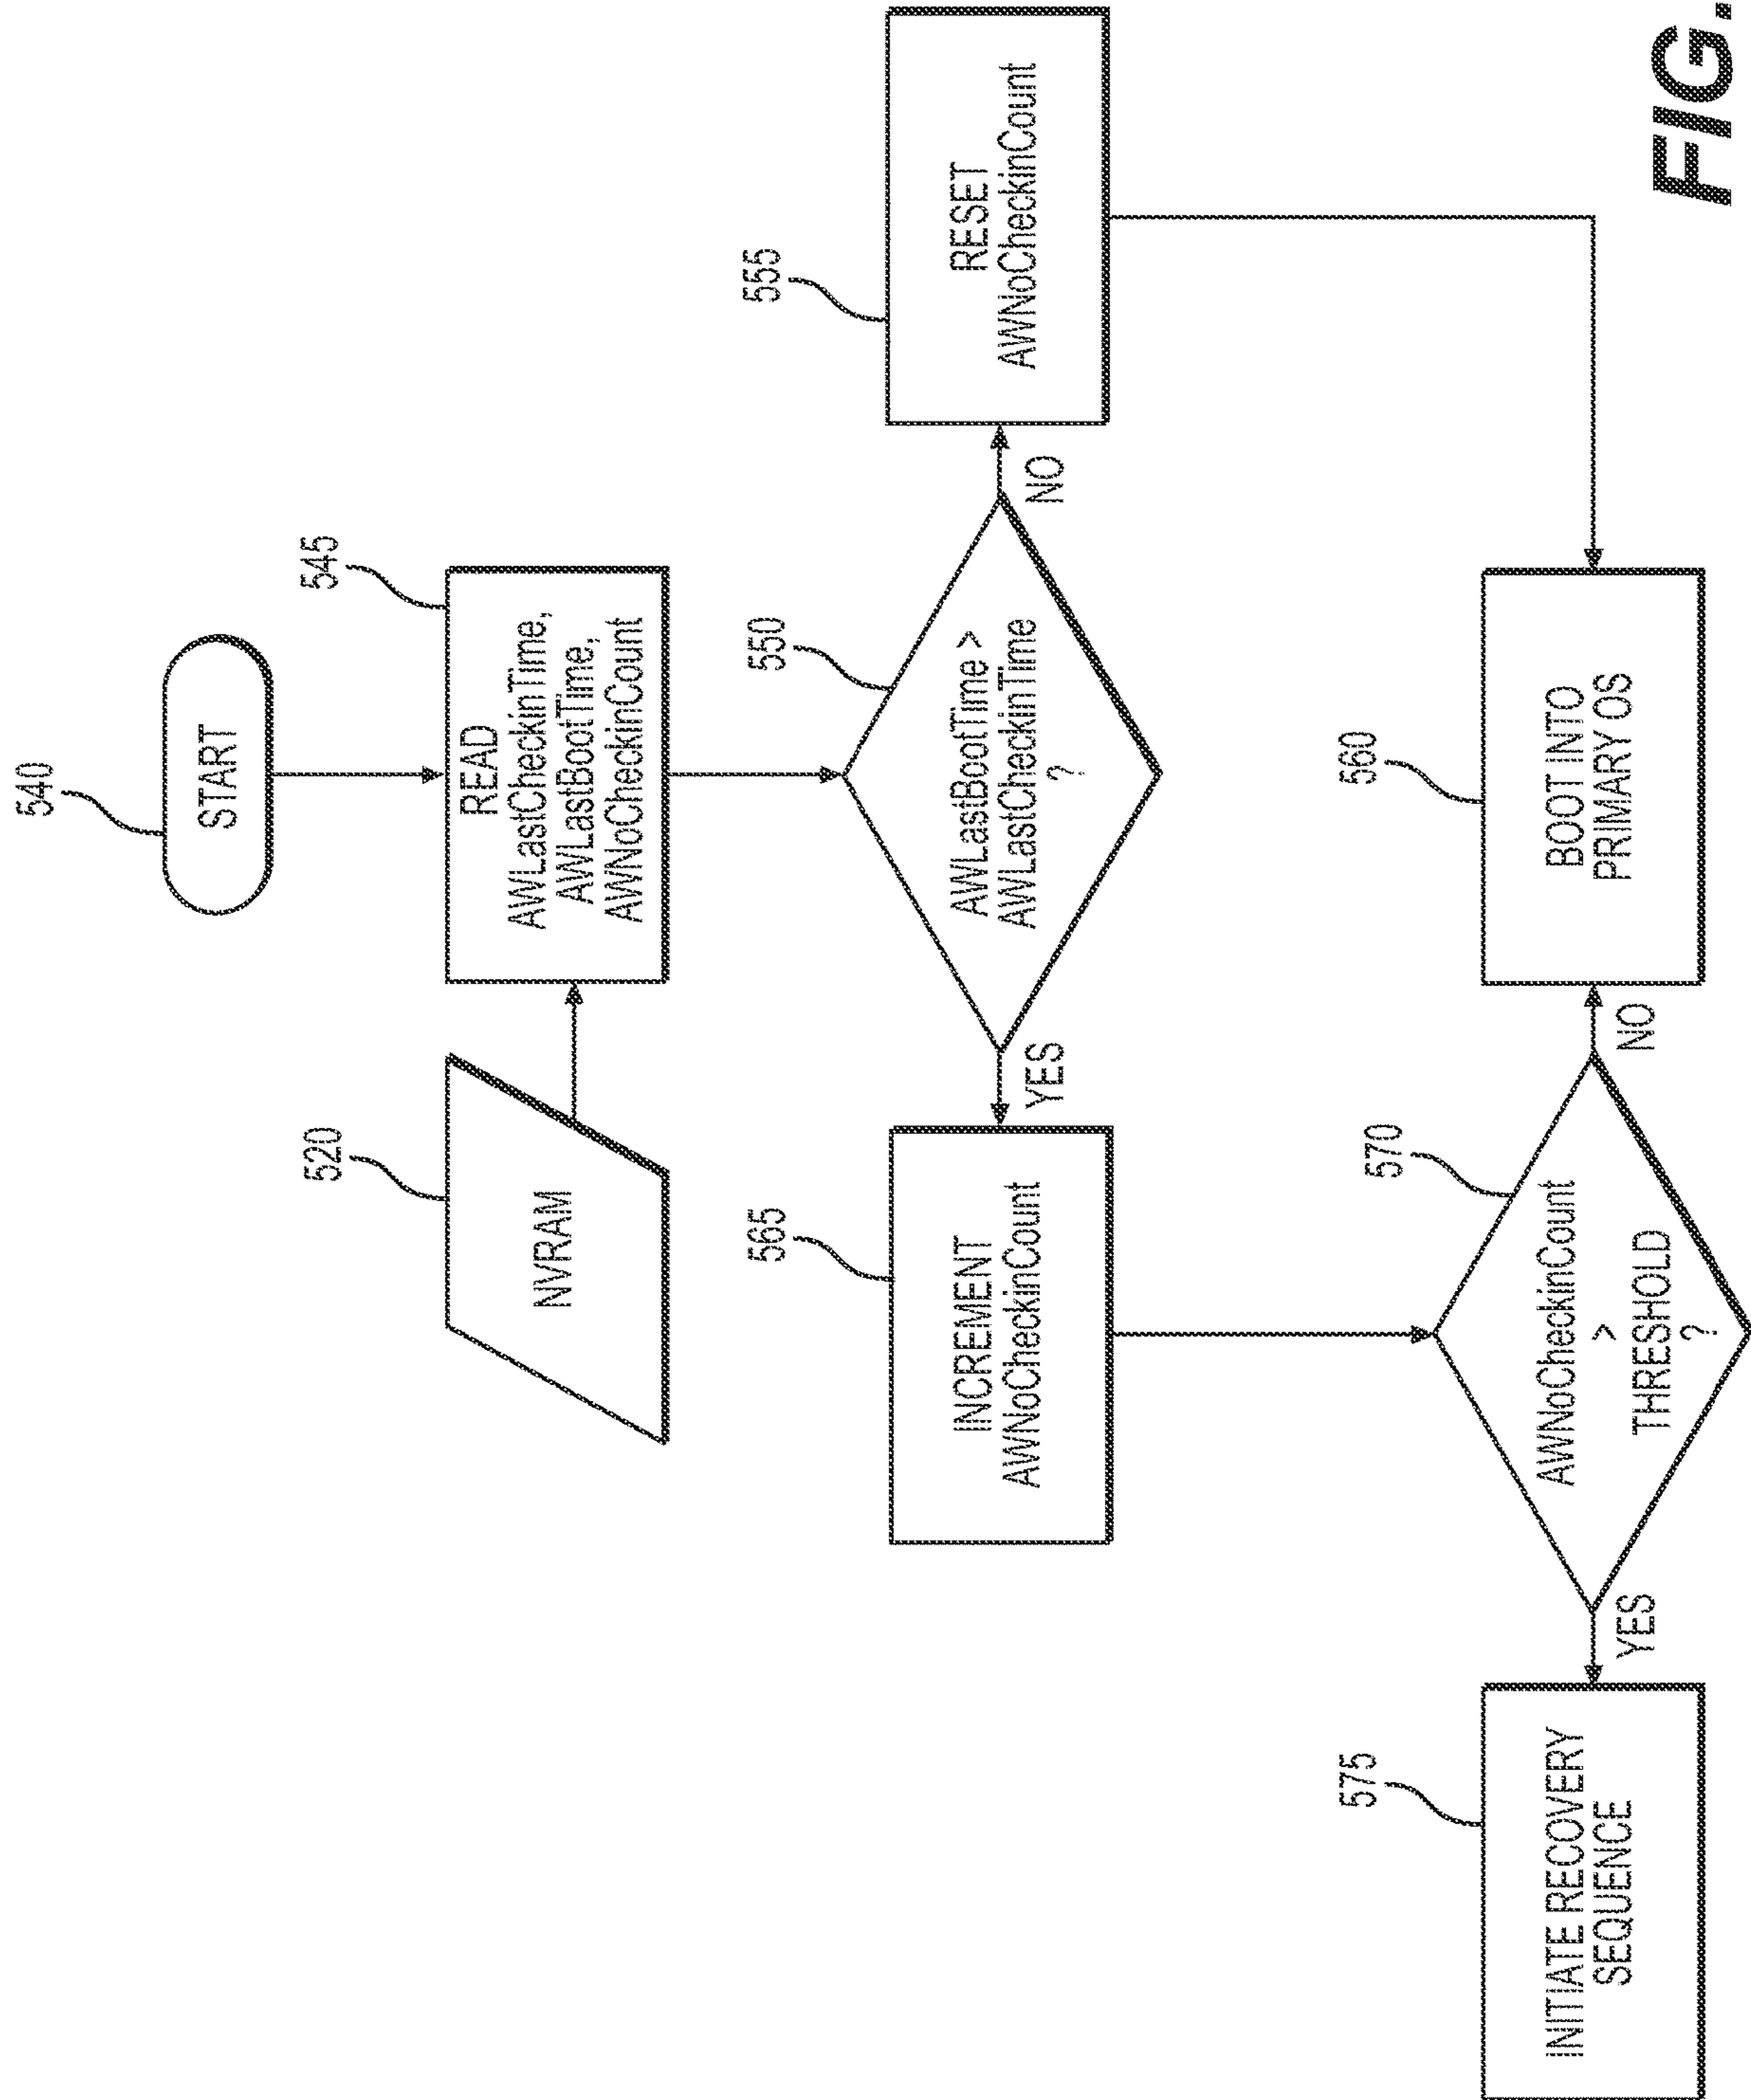 540
START
545
READ
AWLastCheckinTime,
AWLastBootTime,
AWNoCheckinCount
520
NVRAM
550
AWLastBootTime >
AWLastCheckinTime
?
NO
YES
555
RESET
AWNoCheckinCount
565
INCREMENT
AWNoCheckinCount
560
BOOT INTO
PRIMARY OS
570
AWNoCheckinCount
>
THRESHOLD
?
NO
YES
575
INITIATE RECOVERY
SEQUENCE
FIG.